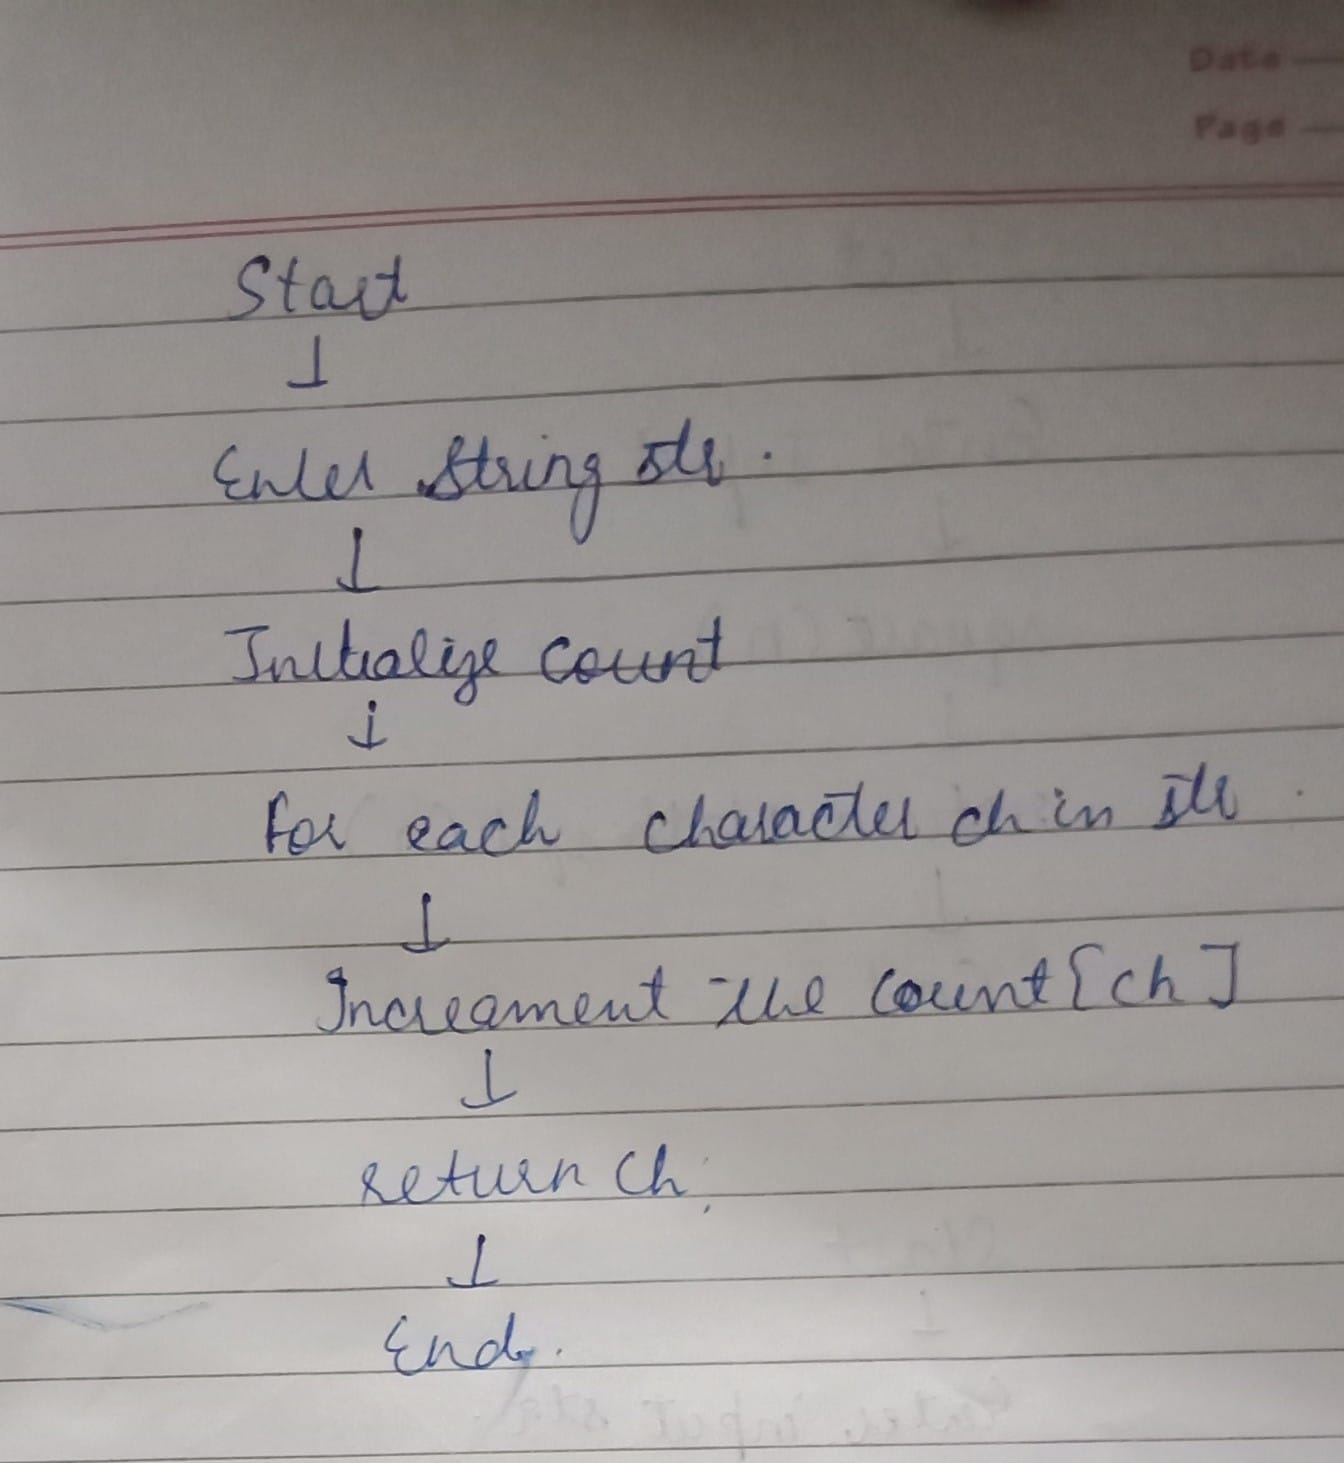 Date
Page
Start
↓
Enter String str.
↓
Initialize count
↓
for each character ch in str.
↓
Increament the count[ch]
↓
return ch;
↓
End.